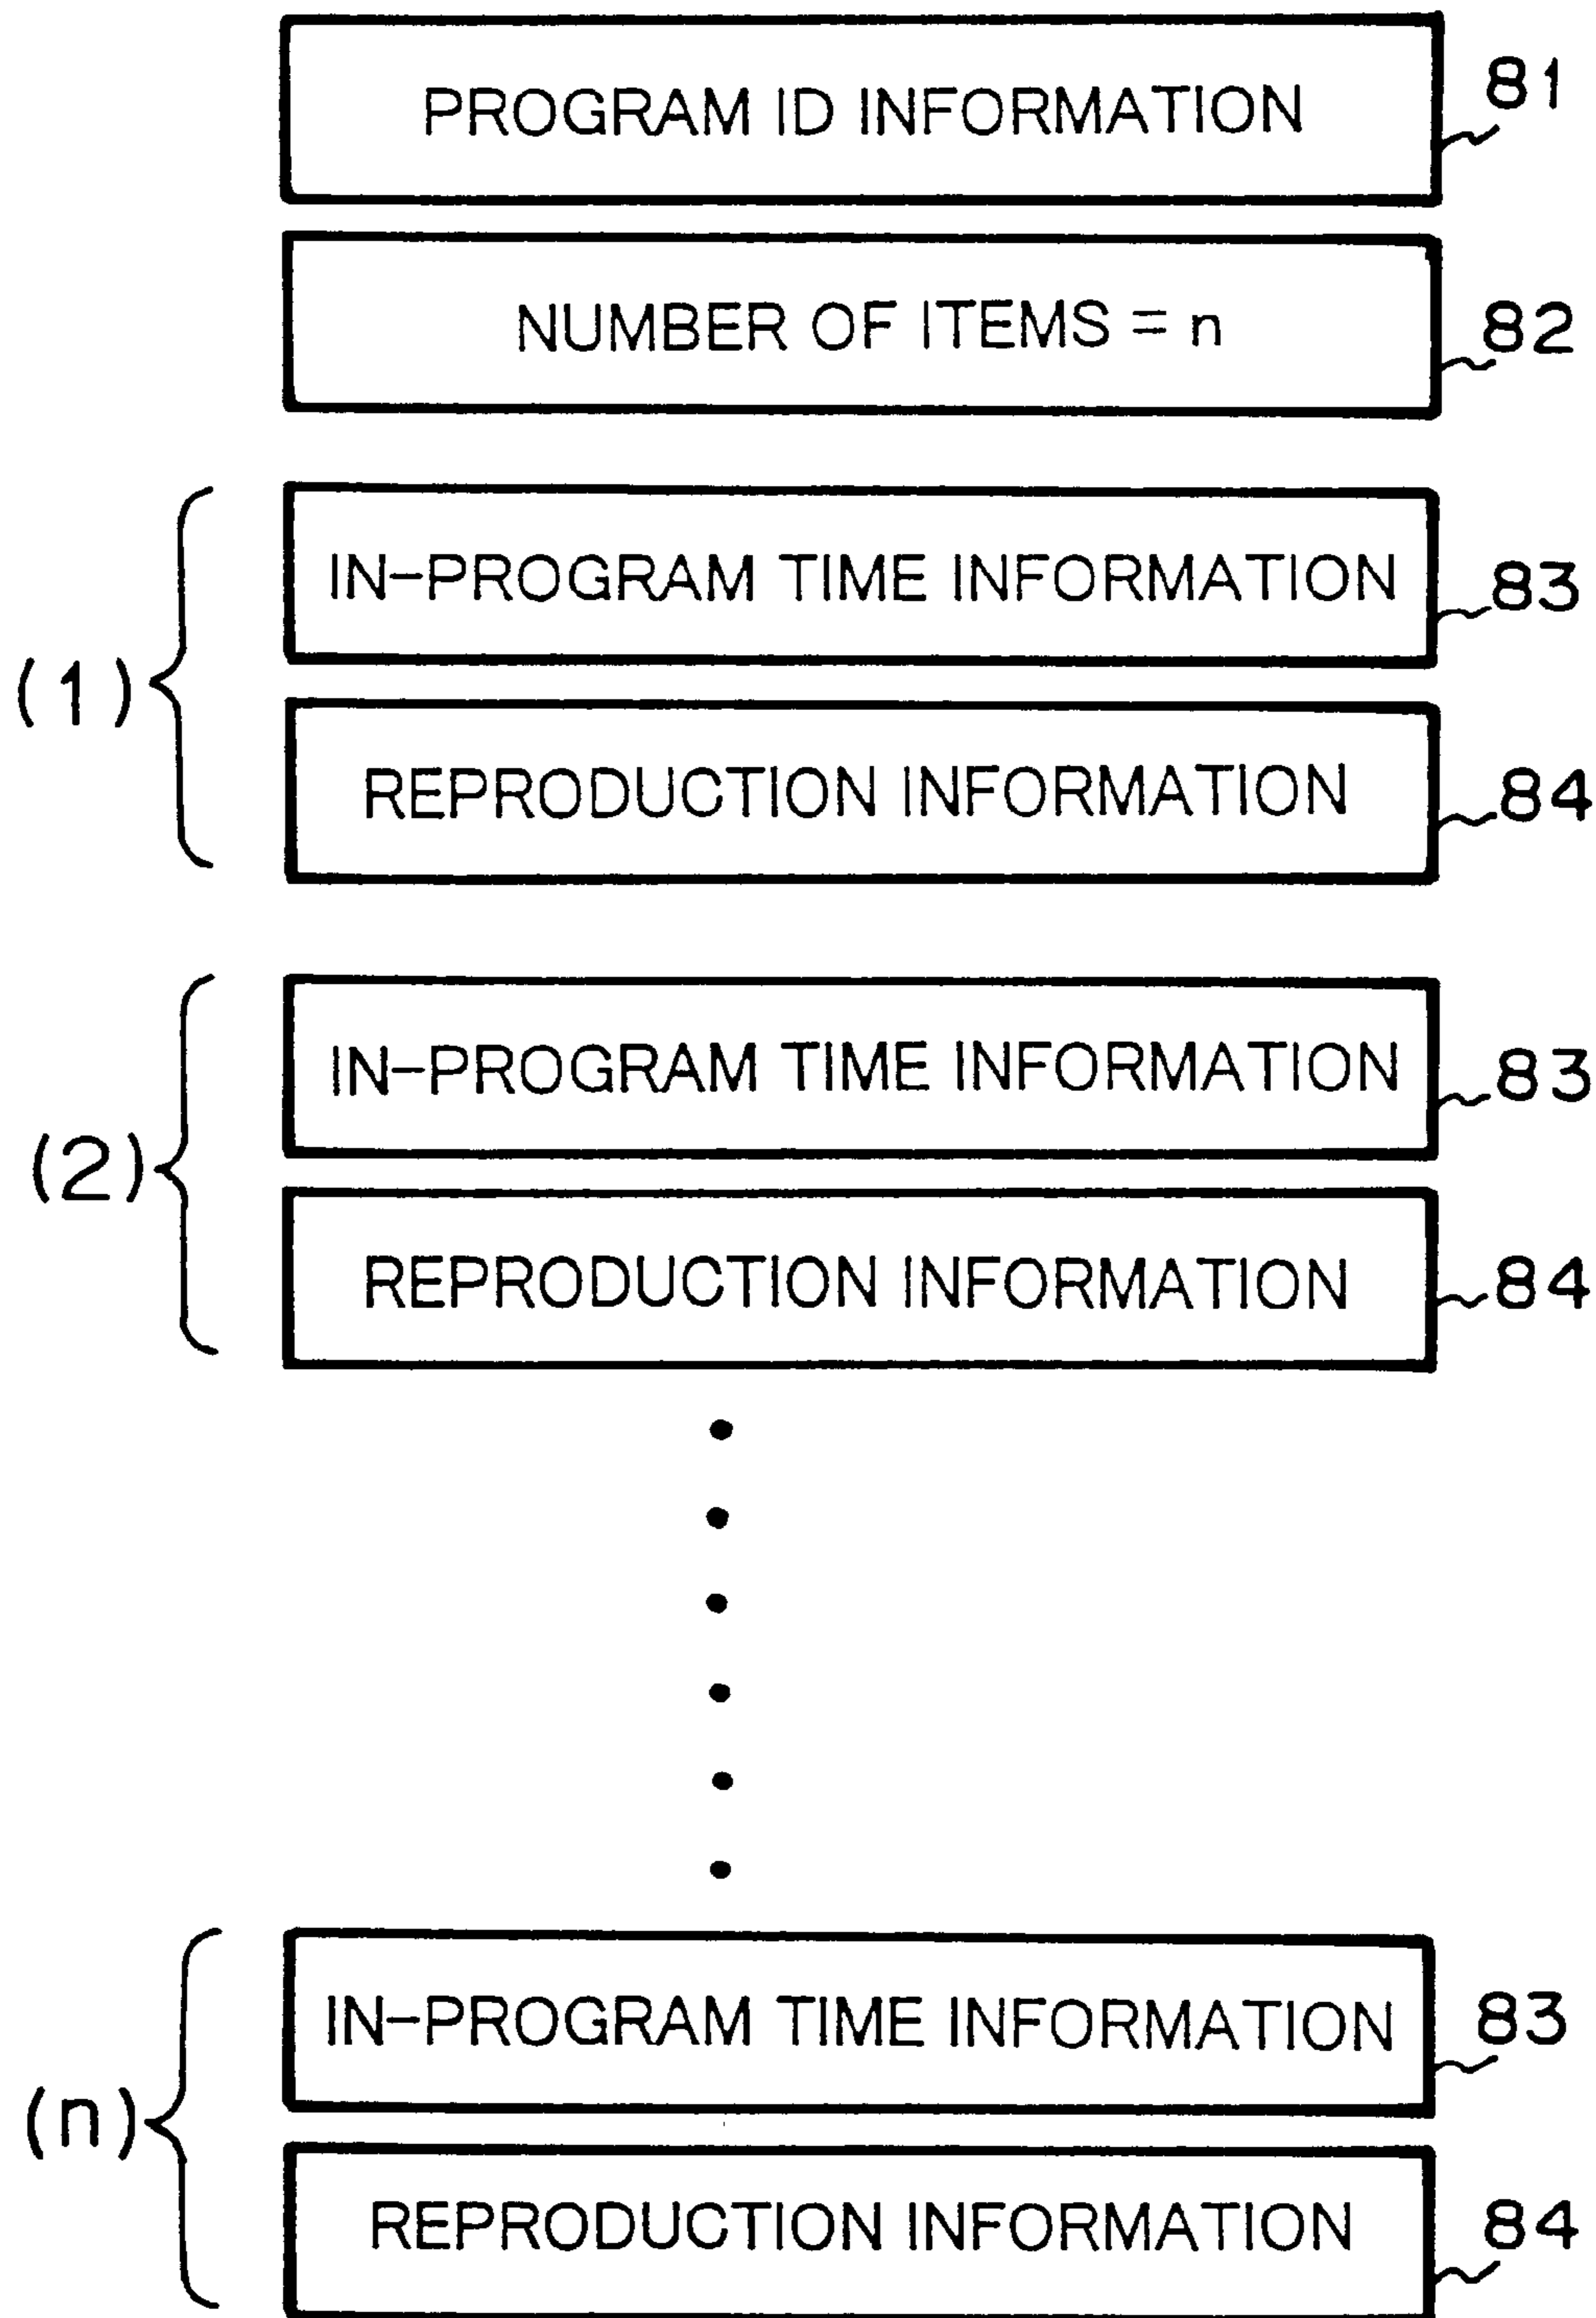 PROGRAM ID INFORMATION 81
NUMBER OF ITEMS = n 82
IN-PROGRAM TIME INFORMATION 83
(1)
REPRODUCTION INFORMATION 84
IN-PROGRAM TIME INFORMATION 83
(2)
REPRODUCTION INFORMATION 84
IN-PROGRAM TIME INFORMATION 83
(n)
REPRODUCTION INFORMATION 84